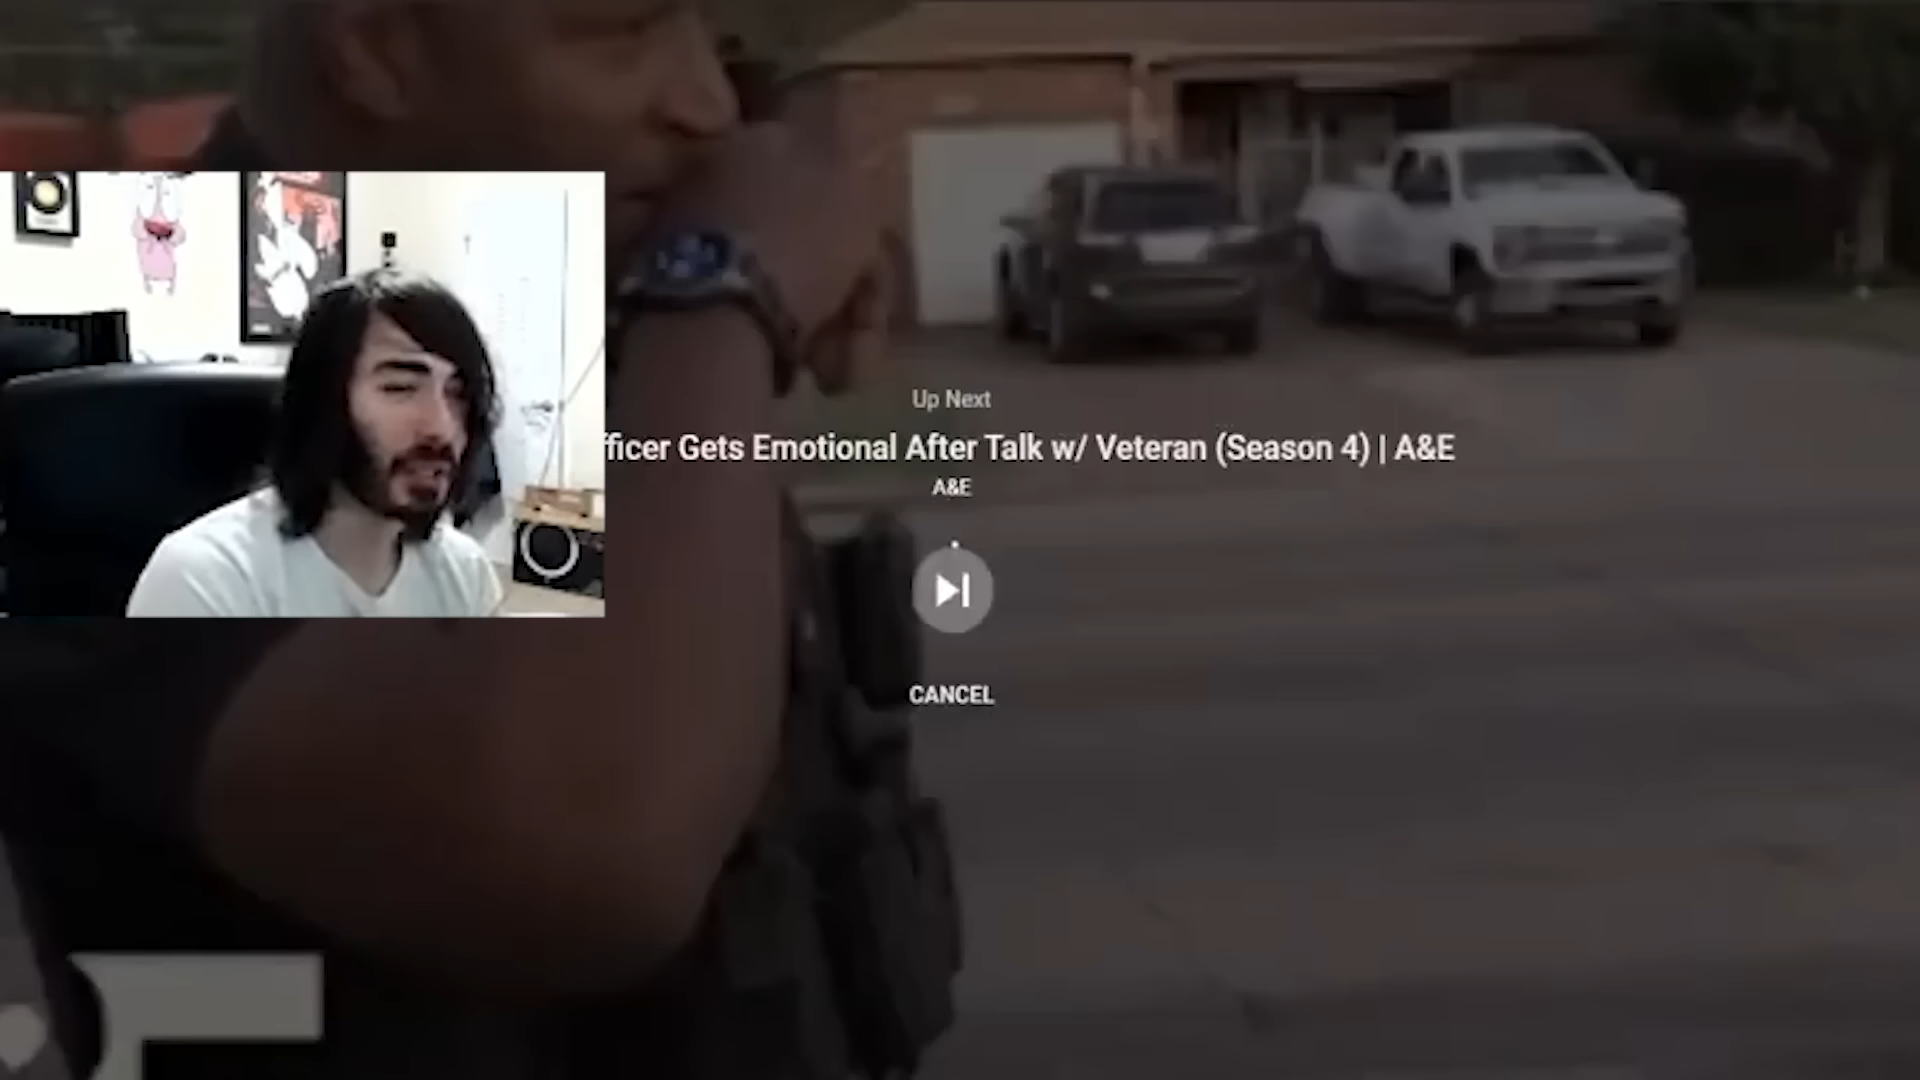 Up Next
fficer Gets Emotional After Talk w/ Veteran (Season 4) | A&E
A&E
CANCEL